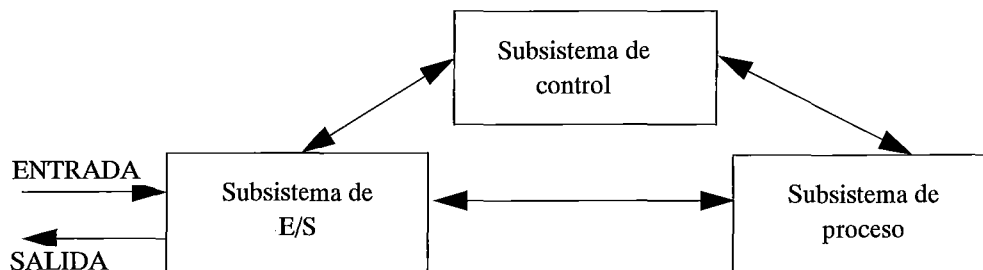 Subsistema de
control
ENTRADA
Subsistema de
E/S
SALIDA
Subsistema de
proceso